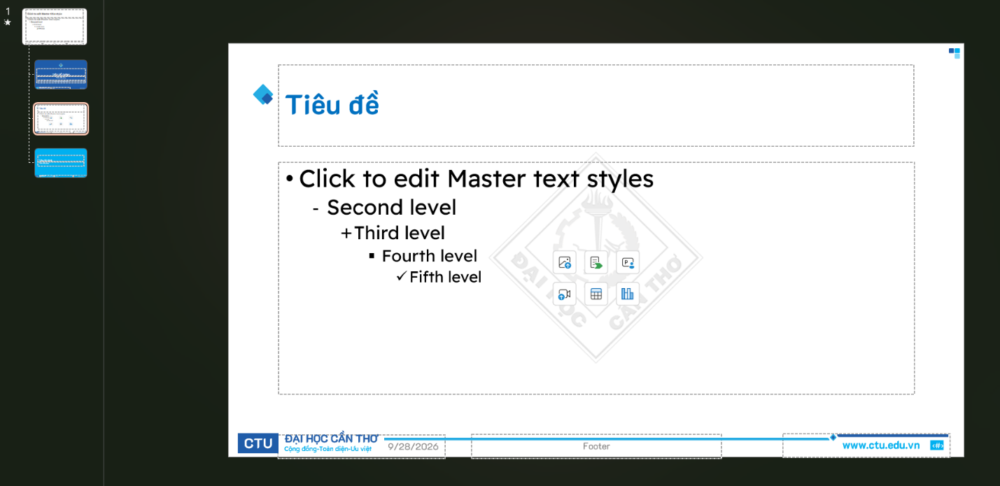 1
Tiêu đề
• Click to edit Master text styles
- Second level
+ Third level
▪ Fourth level
✓ Fifth level
ĐẠI HỌC CẦN THƠ
P
CTU
ĐẠI HỌC CẦN THƠ
Cộng đồng-Toàn diện-Ưu việt
9/28/2026
Footer
www.ctu.edu.vn
‹#›